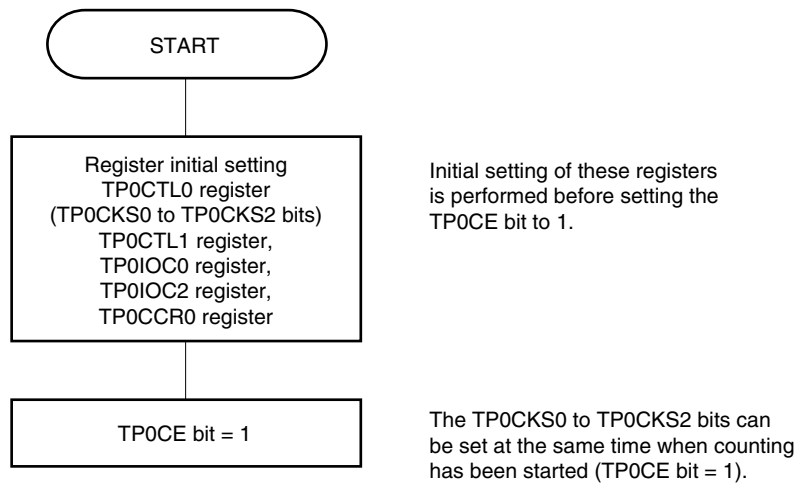 START
Register initial setting
TP0CTL0 register
(TP0CKS0 to TP0CKS2 bits)
TP0CTL1 register,
TP0IOC0 register,
TP0IOC2 register,
TP0CCR0 register
Initial setting of these registers
is performed before setting the
TP0CE bit to 1.
TP0CE bit = 1
The TP0CKS0 to TP0CKS2 bits can
be set at the same time when counting
has been started (TP0CE bit = 1).